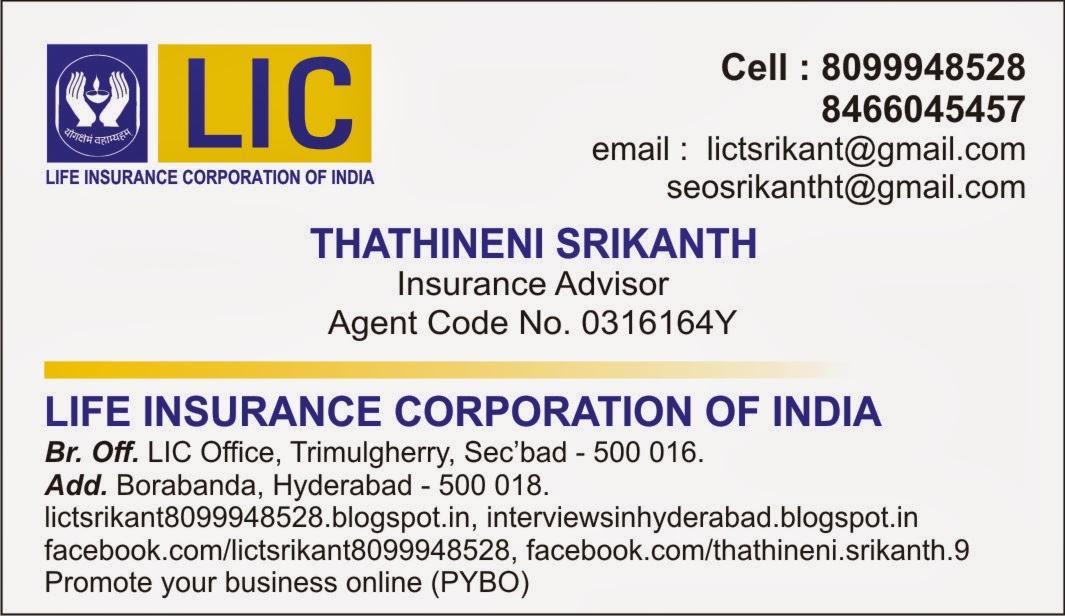 योगक्षेमं वहाम्यहम्
LIC
LIFE INSURANCE CORPORATION OF INDIA
Cell : 8099948528
8466045457
email : lictsrikant@gmail.com
seosrikantht@gmail.com
THATHINENI SRIKANTH
Insurance Advisor
Agent Code No. 0316164Y
LIFE INSURANCE CORPORATION OF INDIA
Br. Off. LIC Office, Trimulgherry, Sec'bad - 500 016.
Add. Borabanda, Hyderabad - 500 018.
lictsrikant8099948528.blogspot.in, interviewsinhyderabad.blogspot.in
facebook.com/lictsrikant8099948528, facebook.com/thathineni.srikanth.9
Promote your business online (PYBO)